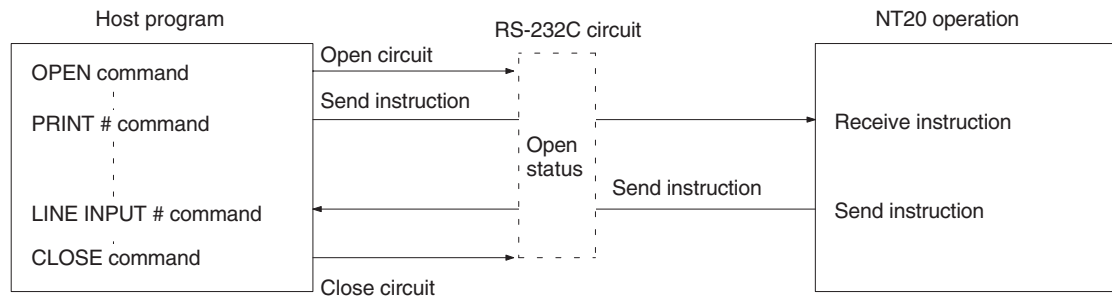 Host program
RS-232C circuit
NT20 operation
OPEN command
Open circuit
PRINT # command
Send instruction
Receive instruction
Open
status
LINE INPUT # command
Send instruction
Send instruction
CLOSE command
Close circuit